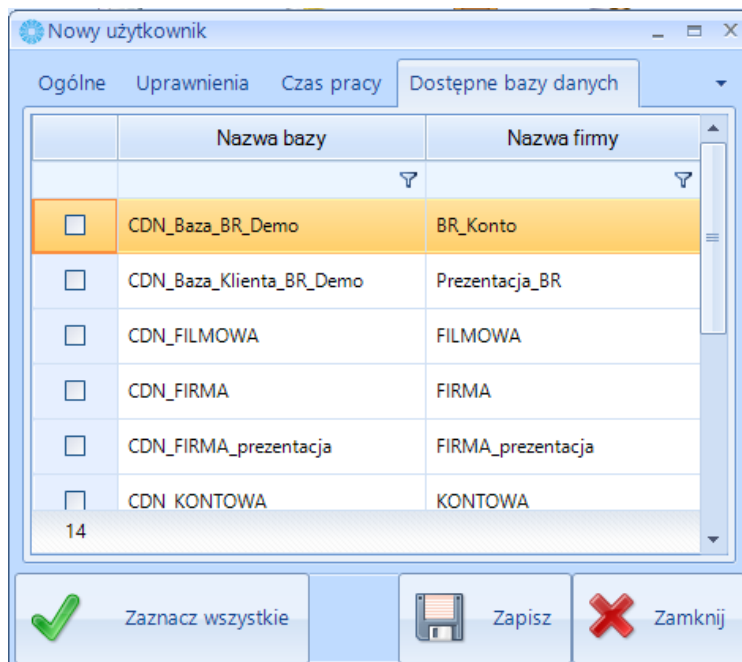 Nowy użytkownik
Ogólne Uprawnienia Czas pracy Dostępne bazy danych
Nazwa bazy Nazwa firmy
CDN_Baza_BR_Demo BR_Konto
CDN_Baza_Klienta_BR_Demo Prezentacja_BR
CDN_FILMOWA FILMOWA
CDN_FIRMA FIRMA
CDN_FIRMA_prezentacja FIRMA_prezentacja
CDN_KONTOWA KONTOWA
14
Zaznacz wszystkie Zapisz Zamknij